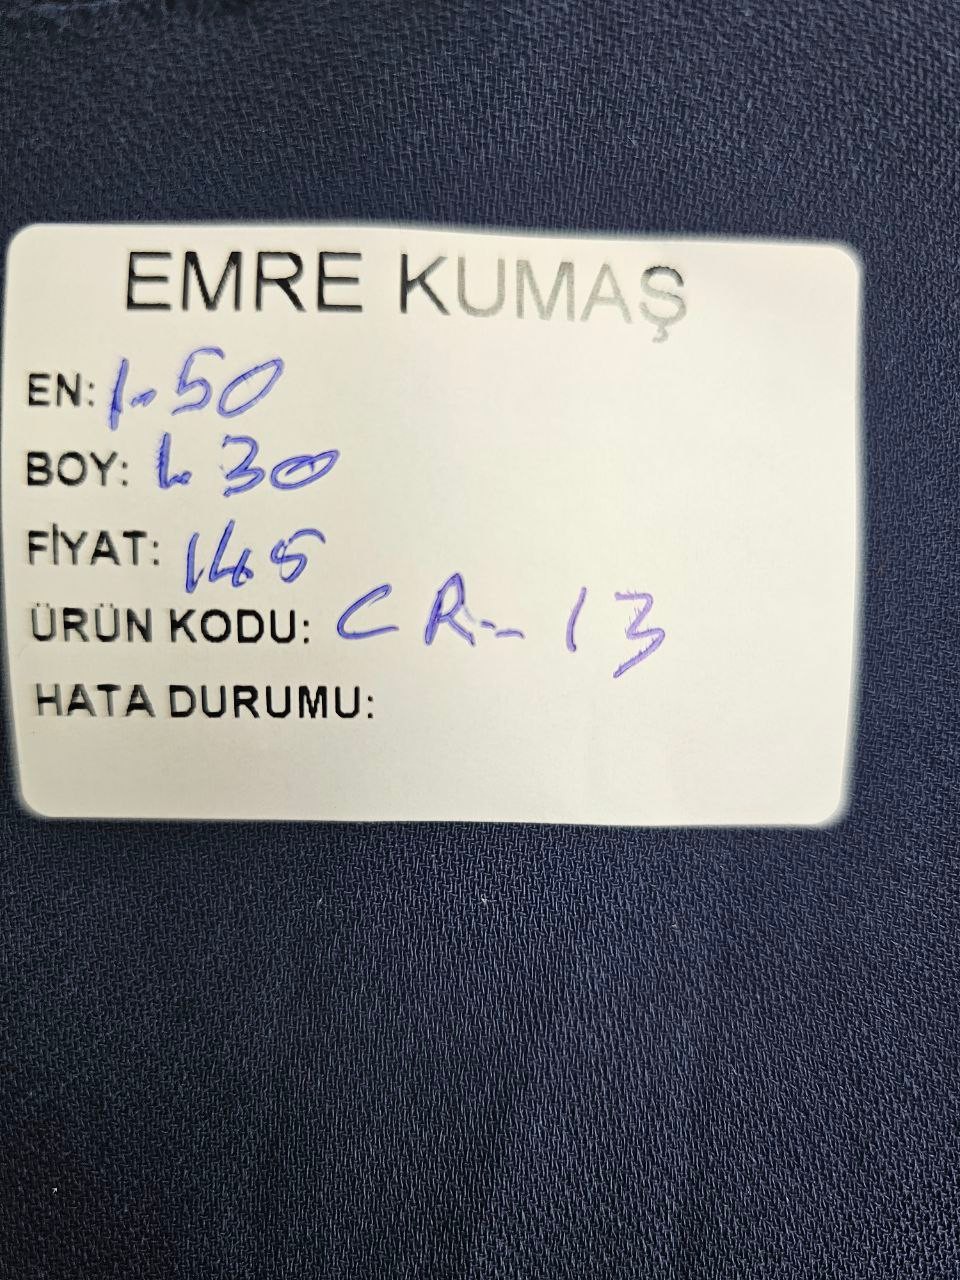 EMRE KUMAŞ
EN: 1.50
BOY: 1.30
FİYAT: 145
ÜRÜN KODU: CR-13
HATA DURUMU: